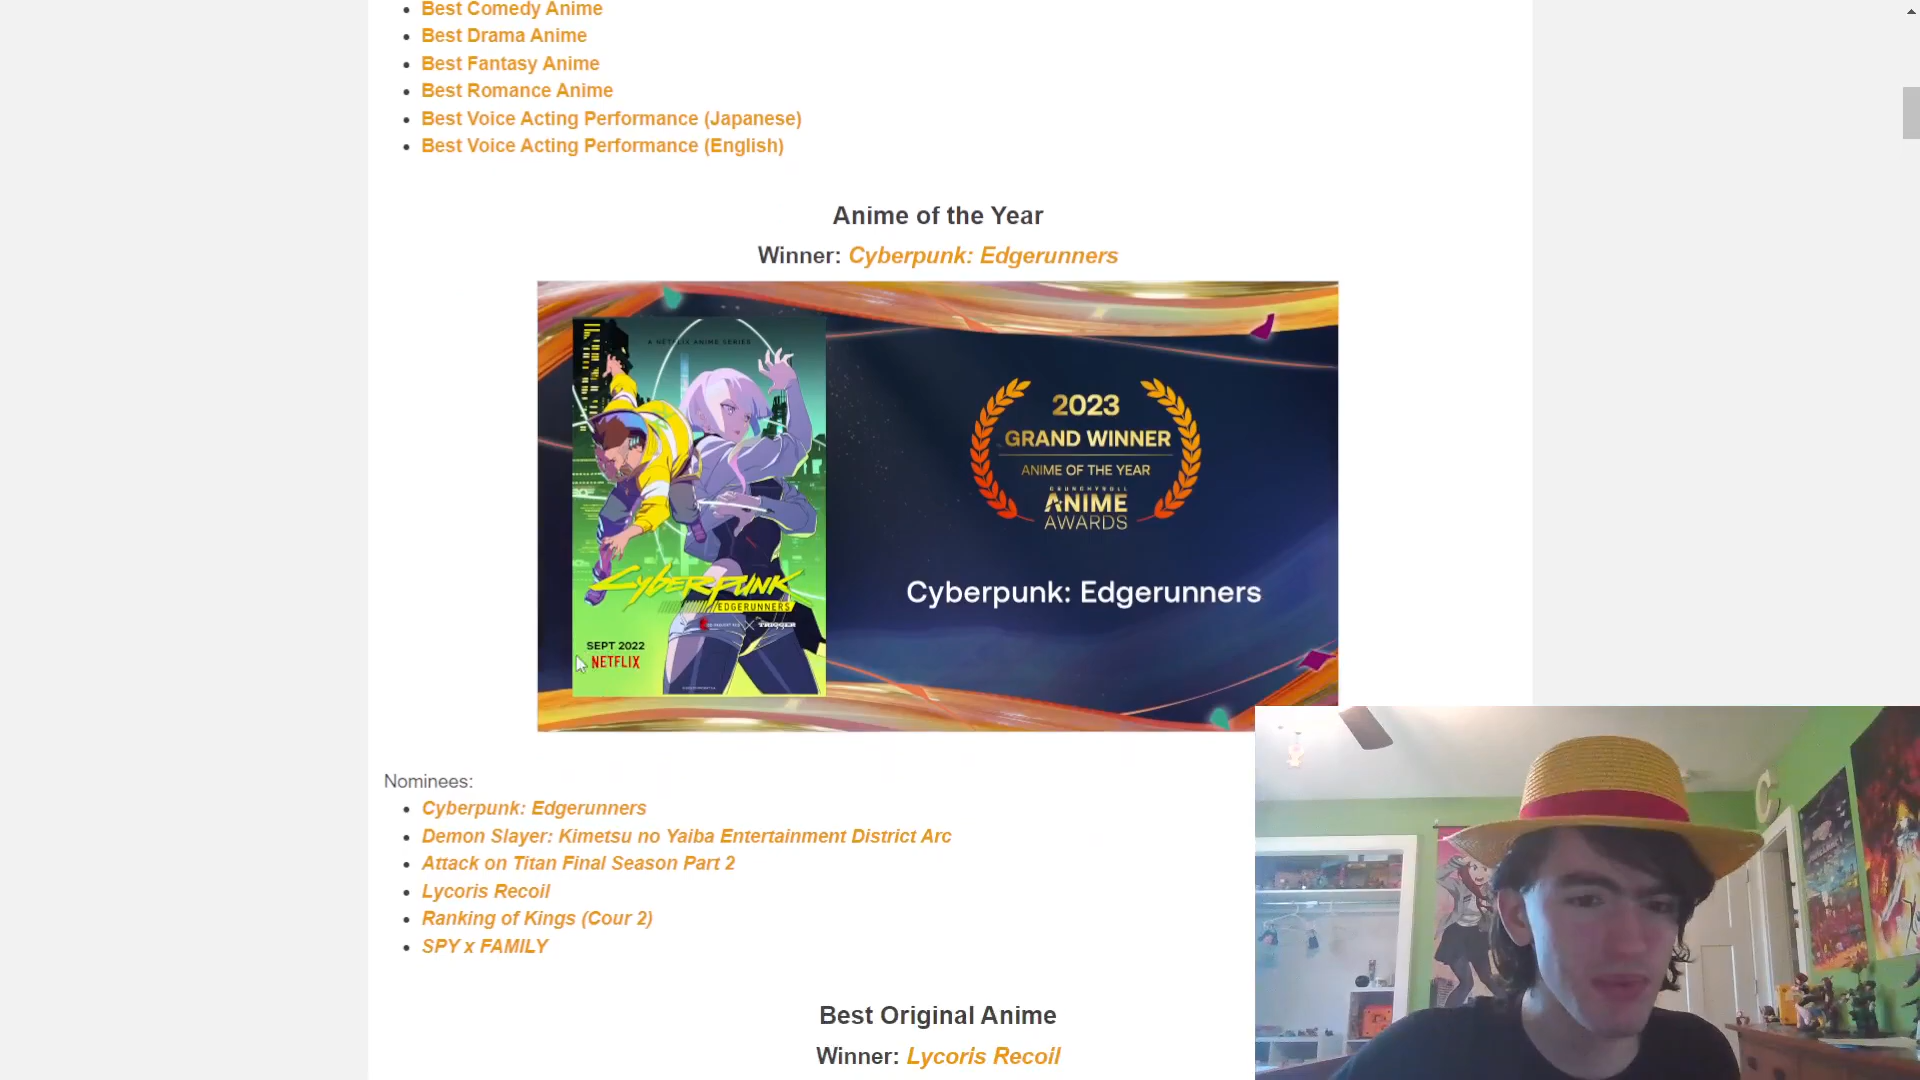 Best Comedy Anime
Best Drama Anime
Best Fantasy Anime
Best Romance Anime
Best Voice Acting Performance (Japanese)
Best Voice Acting Performance (English)
Anime of the Year
Winner: Cyberpunk: Edgerunners
A NETFLIX ANIME SERIES
CYBERPUNK
EDGERUNNERS
TRIGGER
SEPT 2022
NETFLIX
2023
GRAND WINNER
ANIME OF THE YEAR
CRUNCHYROLL
ANIME
AWARDS
Cyberpunk: Edgerunners
Nominees:
Cyberpunk: Edgerunners
Demon Slayer: Kimetsu no Yaiba Entertainment District Arc
Attack on Titan Final Season Part 2
Lycoris Recoil
Ranking of Kings (Cour 2)
SPY x FAMILY
Best Original Anime
Winner: Lycoris Recoil